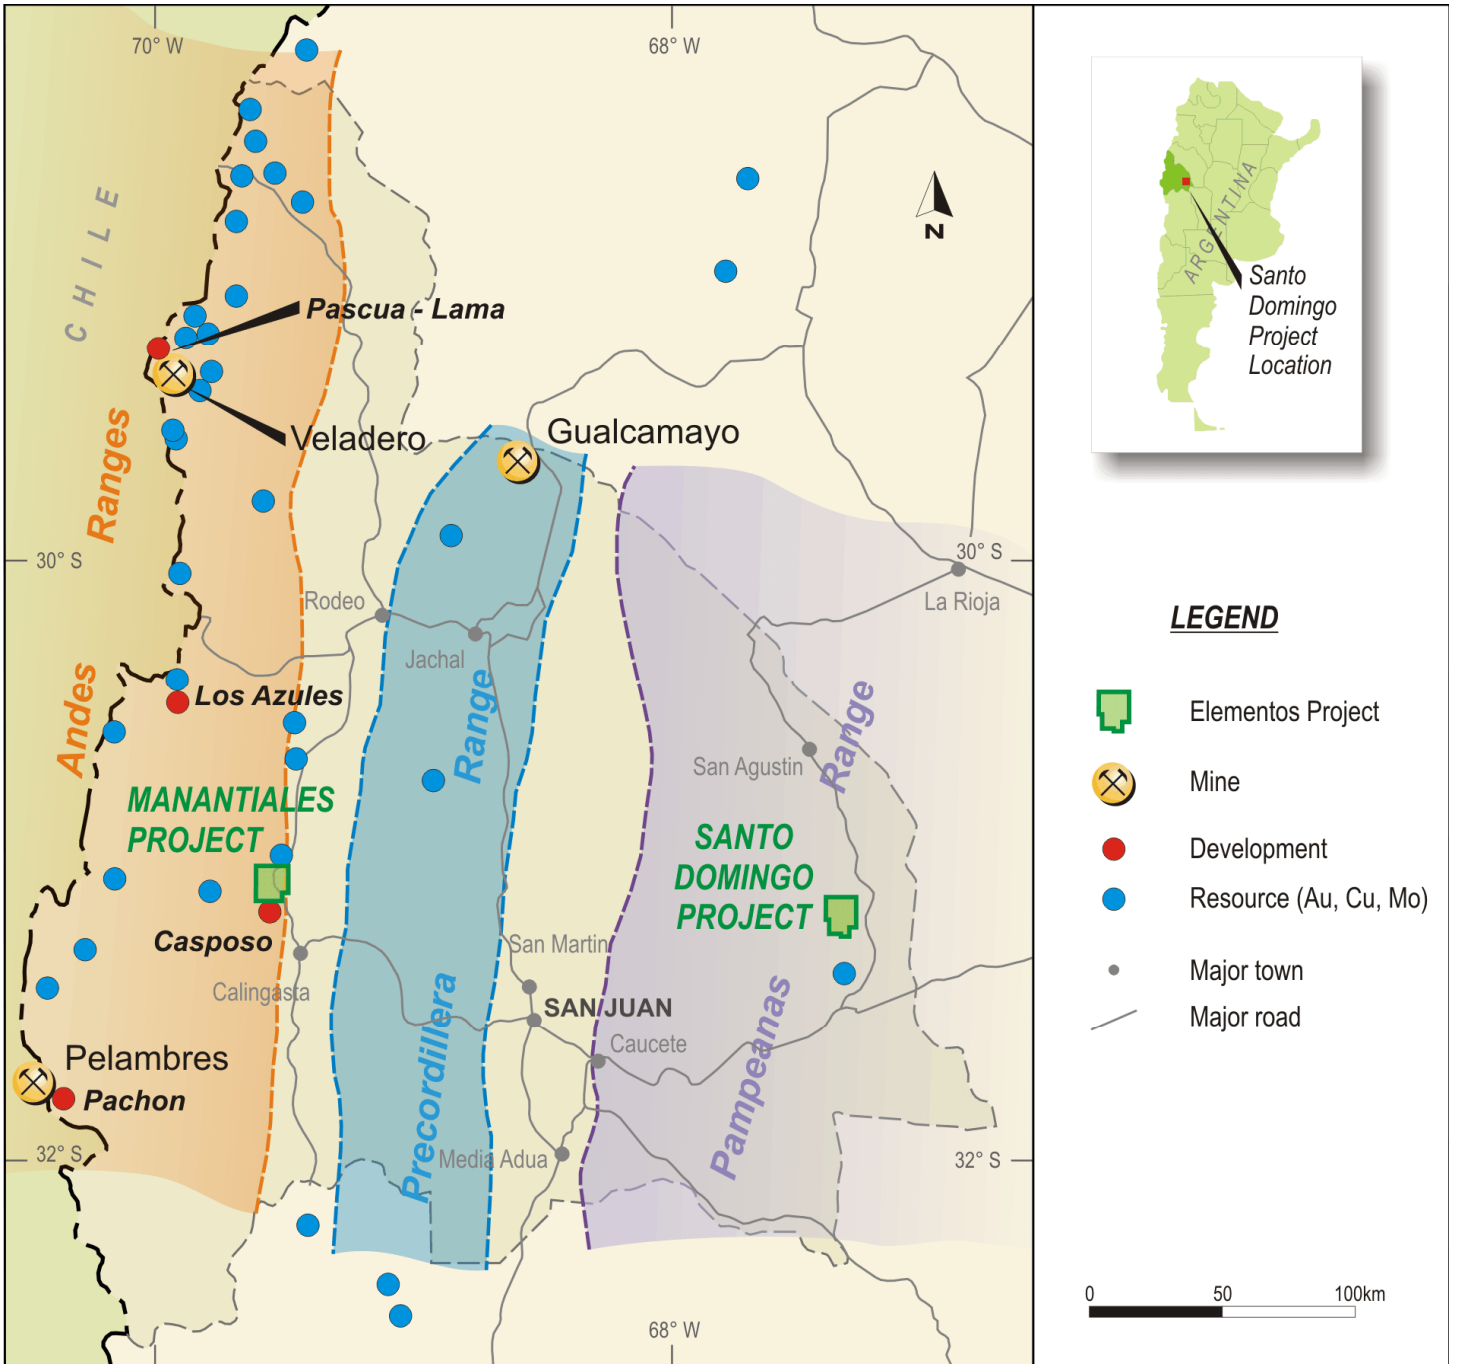 70° W
68° W
CHILE
N
Pascua - Lama
Veladero
Gualcamayo
Ranges
Andes
30° S
30° S
Rodeo
La Rioja
Jachal
Range
Range
Los Azules
San Agustin
MANANTIALES
PROJECT
SANTO
DOMINGO
PROJECT
Casposo
San Martin
Calingasta
SAN JUAN
Precordillera
Pampeanas
Caucete
Pelambres
Pachon
Media Adua
32° S
32° S
68° W
ARGENTINA
Santo
Domingo
Project
Location
LEGEND
Elementos Project
Mine
Development
Resource (Au, Cu, Mo)
Major town
Major road
0 50 100km